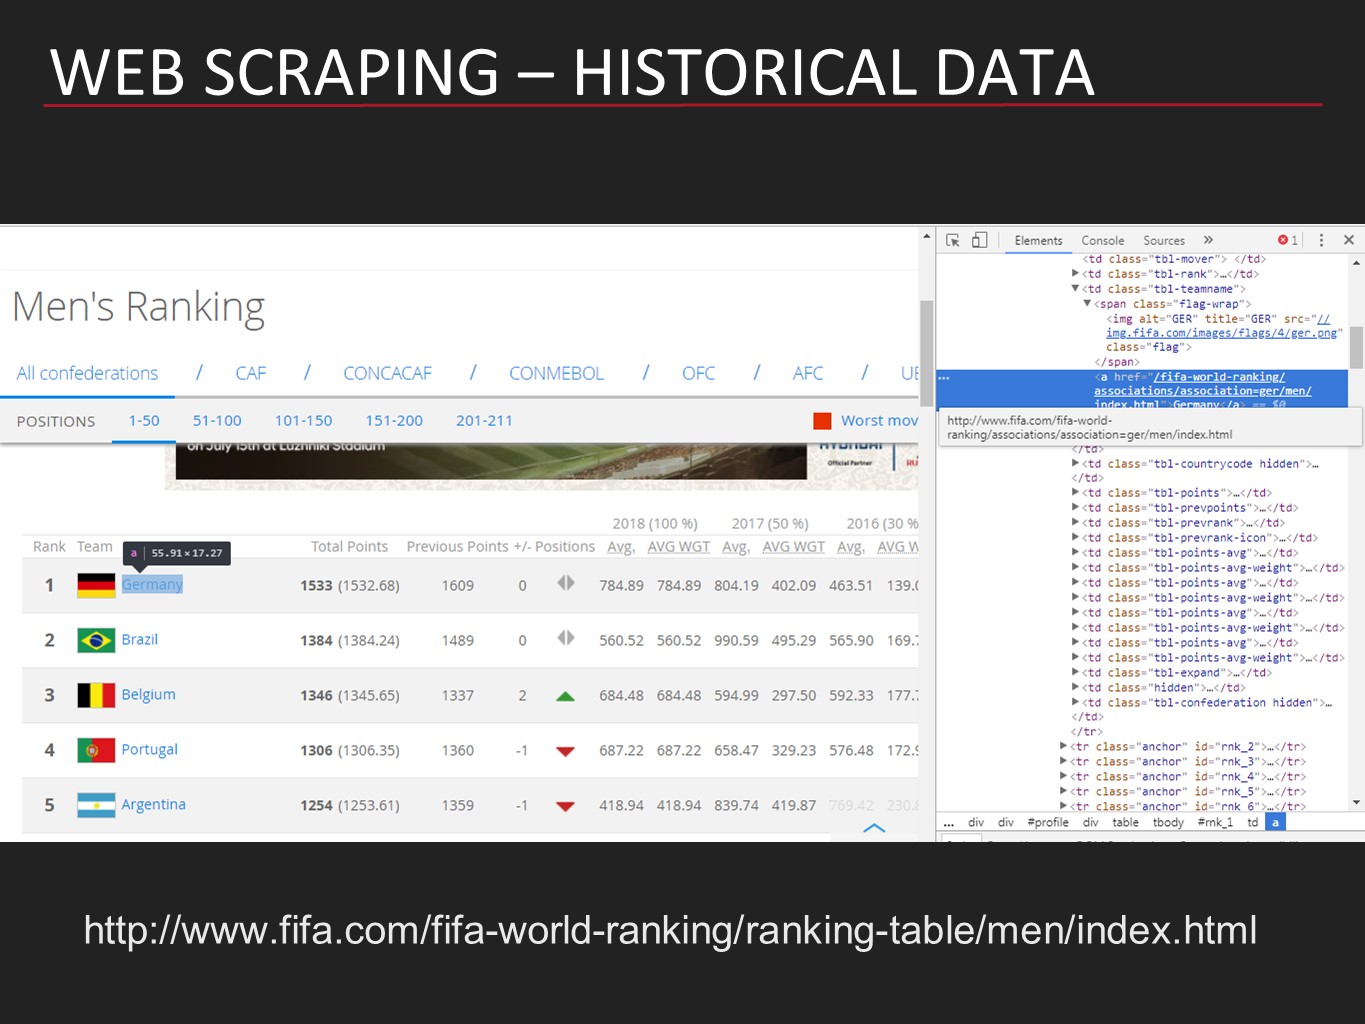 WEB SCRAPING – HISTORICAL DATA
Men's Ranking
All confederations / CAF / CONCACAF / CONMEBOL / OFC / AFC / UE
POSITIONS 1-50 51-100 101-150 151-200 201-211 Worst mov
on July 15th at Luzhniki Stadium
HYUNDAI
Official Partner
2018 (100 %) 2017 (50 %) 2016 (30 %
Rank Team Total Points Previous Points +/- Positions Avg. AVG WGT Avg. AVG WGT Avg. AVG W
a 55.91 × 17.27
1 Germany 1533 (1532.68) 1609 0 784.89 784.89 804.19 402.09 463.51 139.0
2 Brazil 1384 (1384.24) 1489 0 560.52 560.52 990.59 495.29 565.90 169.7
3 Belgium 1346 (1345.65) 1337 2 684.48 684.48 594.99 297.50 592.33 177.7
4 Portugal 1306 (1306.35) 1360 -1 687.22 687.22 658.47 329.23 576.48 172.9
5 Argentina 1254 (1253.61) 1359 -1 418.94 418.94 839.74 419.87 769.42 230.8
Elements Console Sources » 1
<td class="tbl-mover"> </td>
<td class="tbl-rank">…</td>
<td class="tbl-teamname">
<span class="flag-wrap">
<img alt="GER" title="GER" src="//
img.fifa.com/images/flags/4/ger.png"
class="flag">
</span>
<a href="/fifa-world-ranking/
associations/association=ger/men/
index.html">Germany</a> == $0
http://www.fifa.com/fifa-world-
ranking/associations/association=ger/men/index.html
</td>
<td class="tbl-countrycode hidden">…
</td>
<td class="tbl-points">…</td>
<td class="tbl-prevpoints">…</td>
<td class="tbl-prevrank">…</td>
<td class="tbl-prevrank-icon">…</td>
<td class="tbl-points-avg">…</td>
<td class="tbl-points-avg-weight">…</td>
<td class="tbl-points-avg">…</td>
<td class="tbl-points-avg-weight">…</td>
<td class="tbl-points-avg">…</td>
<td class="tbl-points-avg-weight">…</td>
<td class="tbl-points-avg">…</td>
<td class="tbl-points-avg-weight">…</td>
<td class="tbl-expand">…</td>
<td class="hidden">…</td>
<td class="tbl-confederation hidden">…
</td>
</tr>
<tr class="anchor" id="rnk_2">…</tr>
<tr class="anchor" id="rnk_3">…</tr>
<tr class="anchor" id="rnk_4">…</tr>
<tr class="anchor" id="rnk_5">…</tr>
<tr class="anchor" id="rnk_6">…</tr>
... div div #profile div table tbody #rnk_1 td a
http://www.fifa.com/fifa-world-ranking/ranking-table/men/index.html